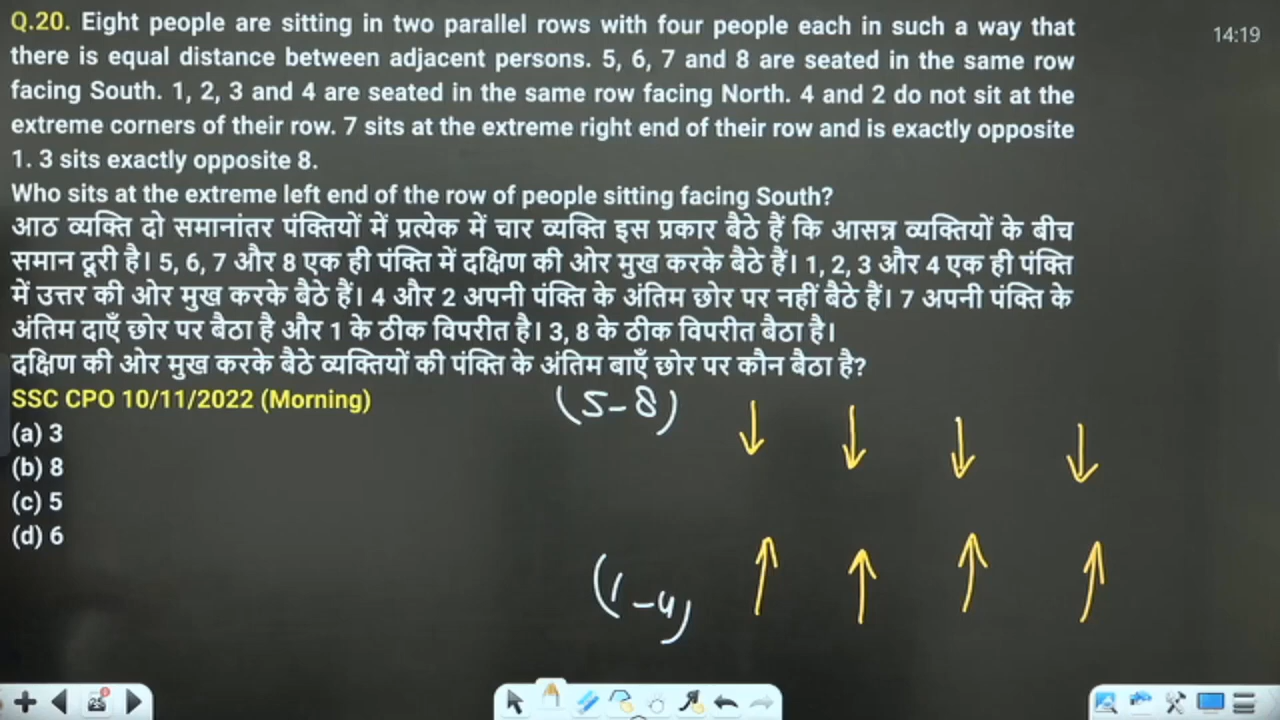 Q.20. Eight people are sitting in two parallel rows with four people each in such a way that
14:19
there is equal distance between adjacent persons. 5, 6, 7 and 8 are seated in the same row
facing South. 1, 2, 3 and 4 are seated in the same row facing North. 4 and 2 do not sit at the
extreme corners of their row. 7 sits at the extreme right end of their row and is exactly opposite
1. 3 sits exactly opposite 8.
Who sits at the extreme left end of the row of people sitting facing South?
आठ व्यक्ति दो समानांतर पंक्तियों में प्रत्येक में चार व्यक्ति इस प्रकार बैठे हैं कि आसन्न व्यक्तियों के बीच
समान दूरी है। 5, 6, 7 और 8 एक ही पंक्ति में दक्षिण की ओर मुख करके बैठे हैं। 1, 2, 3 और 4 एक ही पंक्ति
में उत्तर की ओर मुख करके बैठे हैं। 4 और 2 अपनी पंक्ति के अंतिम छोर पर नहीं बैठे हैं। 7 अपनी पंक्ति के
अंतिम दाएँ छोर पर बैठा है और 1 के ठीक विपरीत है। 3, 8 के ठीक विपरीत बैठा है।
दक्षिण की ओर मुख करके बैठे व्यक्तियों की पंक्ति के अंतिम बाएँ छोर पर कौन बैठा है?
SSC CPO 10/11/2022 (Morning)
(5-8)
(a) 3
(b) 8
(c) 5
(d) 6
(1-4)
25